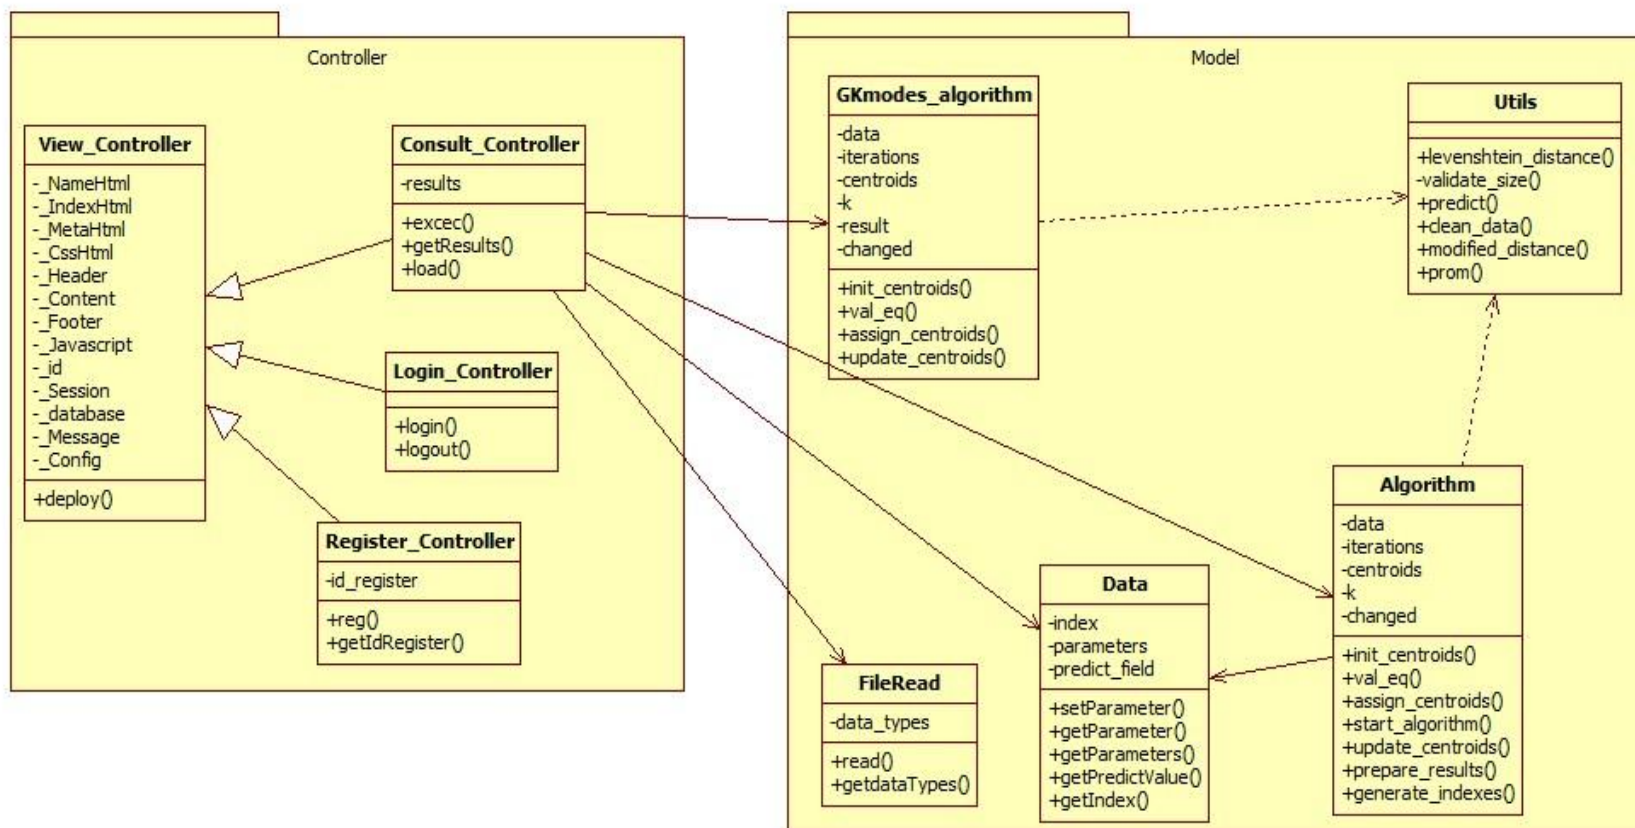 Controller
View_Controller
-_NameHtml
-_IndexHtml
-_MetaHtml
-_CssHtml
-_Header
-_Content
-_Footer
-_Javascript
-_id
-_Session
-_database
-_Message
-_Config
+deploy()
Consult_Controller
-results
+excec()
+getResults()
+load()
Login_Controller
+login()
+logout()
Register_Controller
-id_register
+reg()
+getIdRegister()
Model
GKmodes_algorithm
-data
-iterations
-centroids
-k
-result
-changed
+init_centroids()
+val_eq()
+assign_centroids()
+update_centroids()
Utils
+levenshtein_distance()
-validate_size()
+predict()
+clean_data()
+modified_distance()
+prom()
FileRead
-data_types
+read()
+getdataTypes()
Data
-index
-parameters
-predict_field
+setParameter()
+getParameter()
+getParameters()
+getPredictValue()
+getIndex()
Algorithm
-data
-iterations
-centroids
-k
-changed
+init_centroids()
+val_eq()
+assign_centroids()
+start_algorithm()
+update_centroids()
+prepare_results()
+generate_indexes()